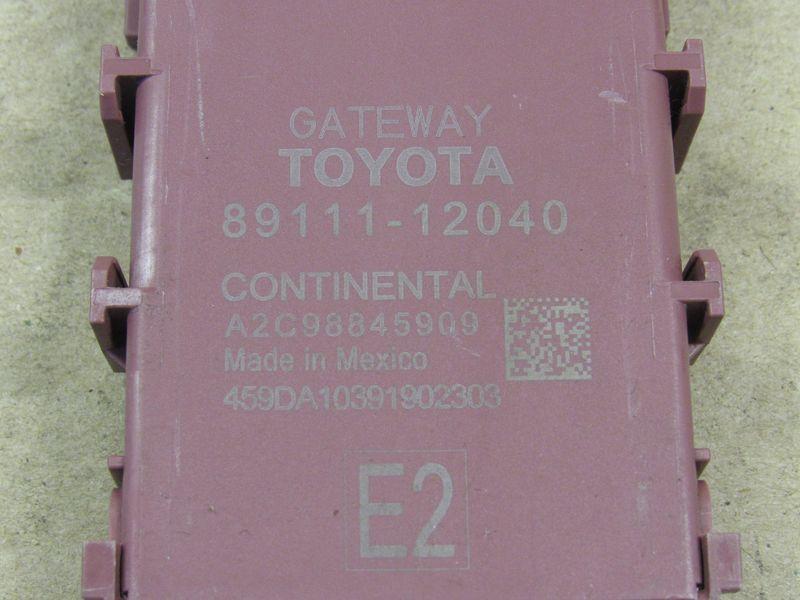 GATEWAY
TOYOTA
89111-12040
CONTINENTAL
A2C98845909
Made in Mexico
459DA10391902303
E2